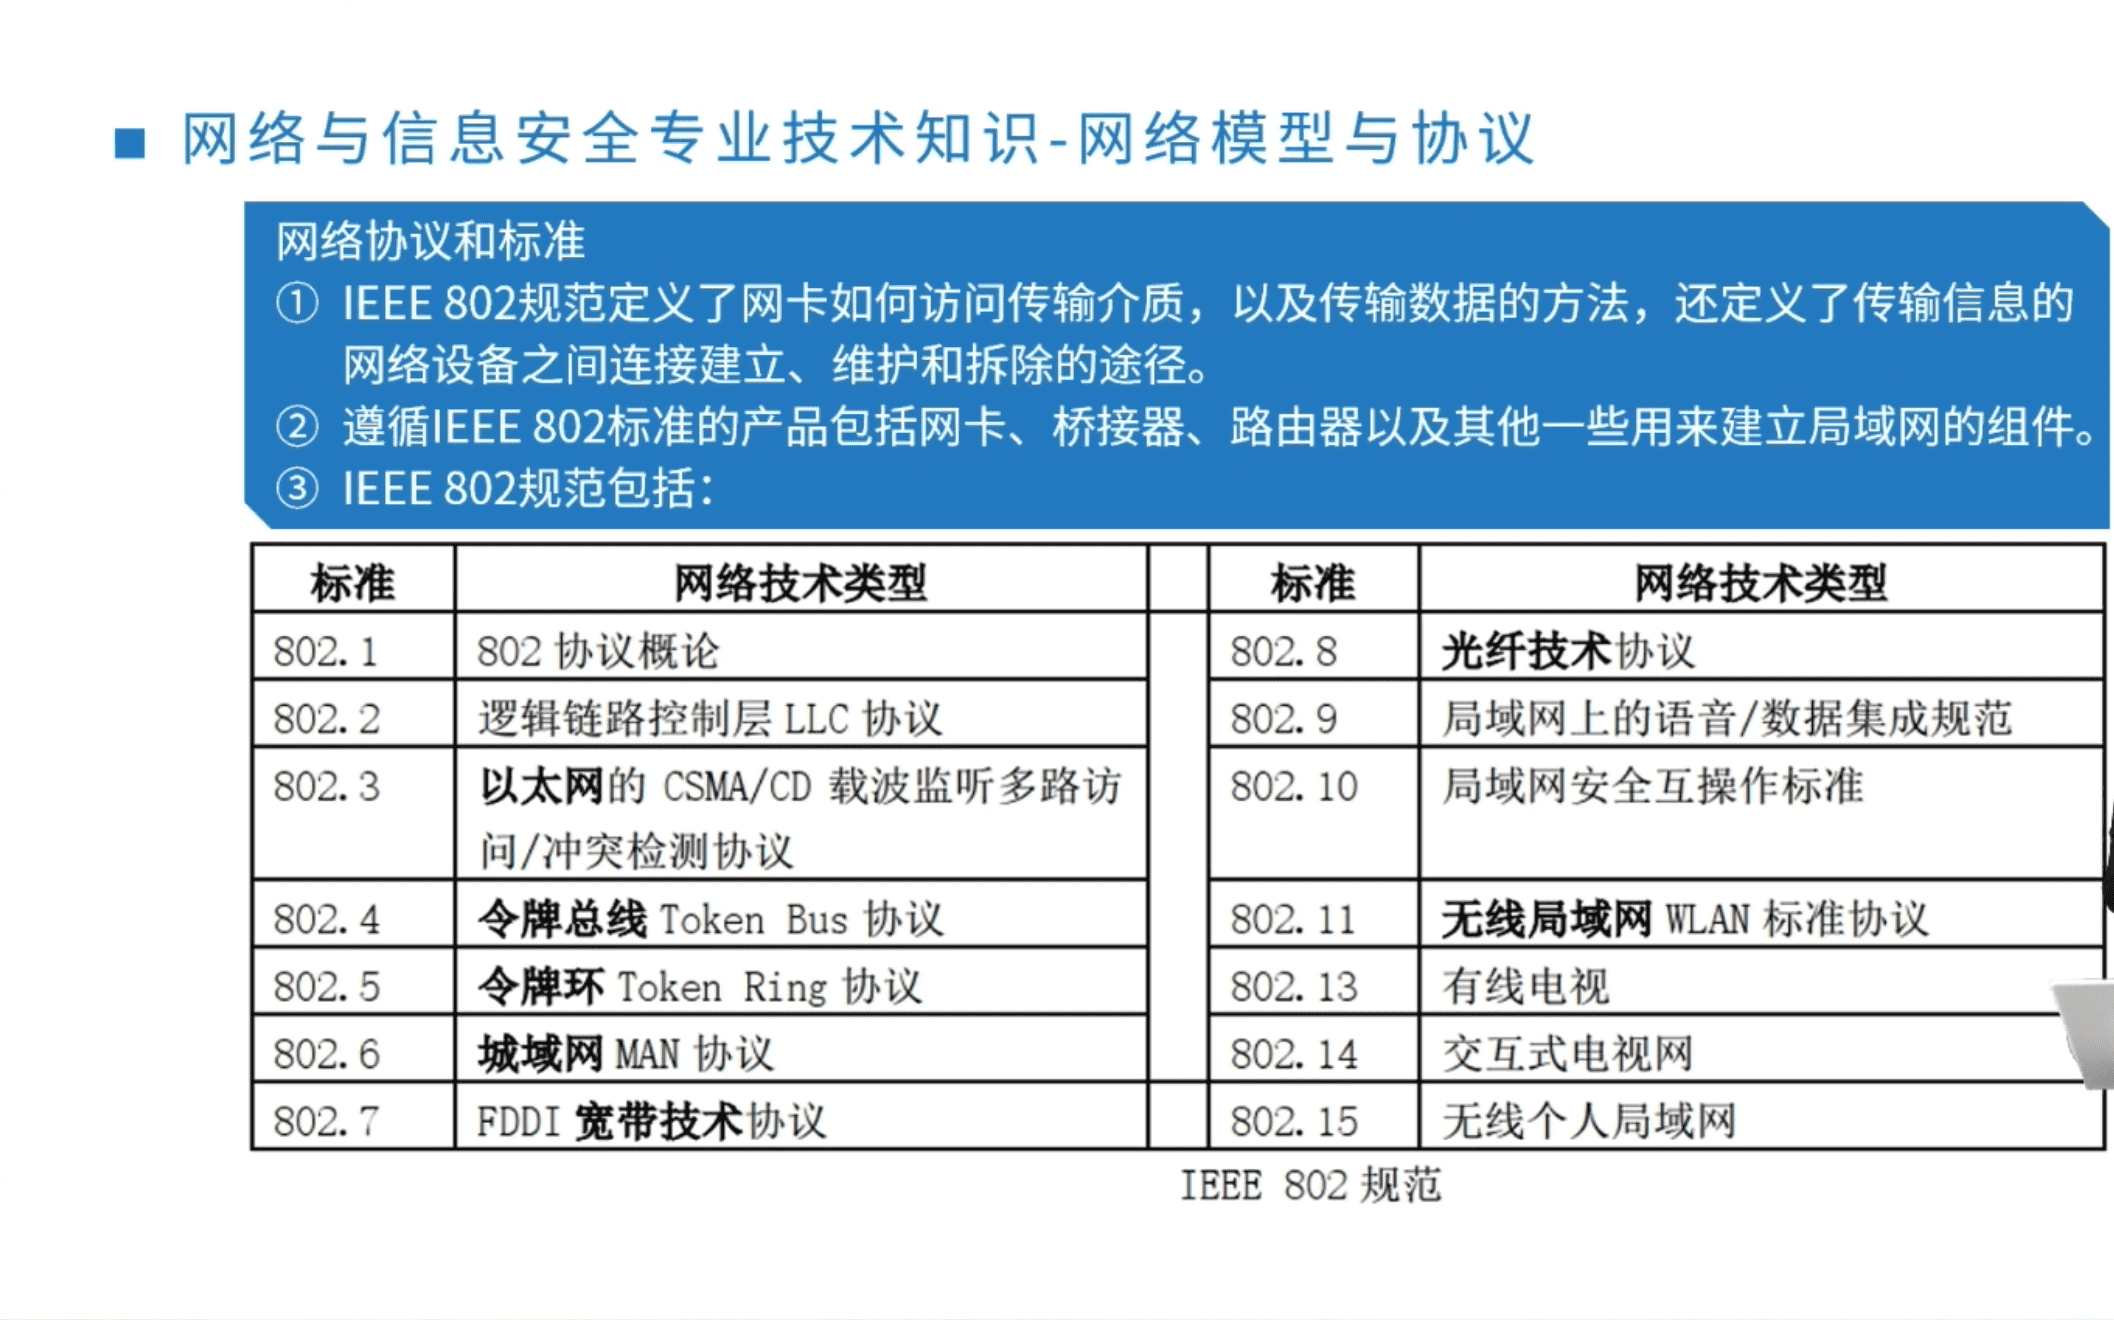 网络与信息安全专业技术知识-网络模型与协议
网络协议和标准
① IEEE 802规范定义了网卡如何访问传输介质，以及传输数据的方法，还定义了传输信息的
网络设备之间连接建立、维护和拆除的途径。
② 遵循IEEE 802标准的产品包括网卡、桥接器、路由器以及其他一些用来建立局域网的组件。
③ IEEE 802规范包括：
标准 网络技术类型 标准 网络技术类型
802.1 802 协议概论 802.8 光纤技术协议
802.2 逻辑链路控制层 LLC 协议 802.9 局域网上的语音/数据集成规范
802.3 以太网的 CSMA/CD 载波监听多路访 802.10 局域网安全互操作标准
问/冲突检测协议
802.4 令牌总线 Token Bus 协议 802.11 无线局域网 WLAN 标准协议
802.5 令牌环 Token Ring 协议 802.13 有线电视
802.6 城域网 MAN 协议 802.14 交互式电视网
802.7 FDDI 宽带技术协议 802.15 无线个人局域网
IEEE 802 规范